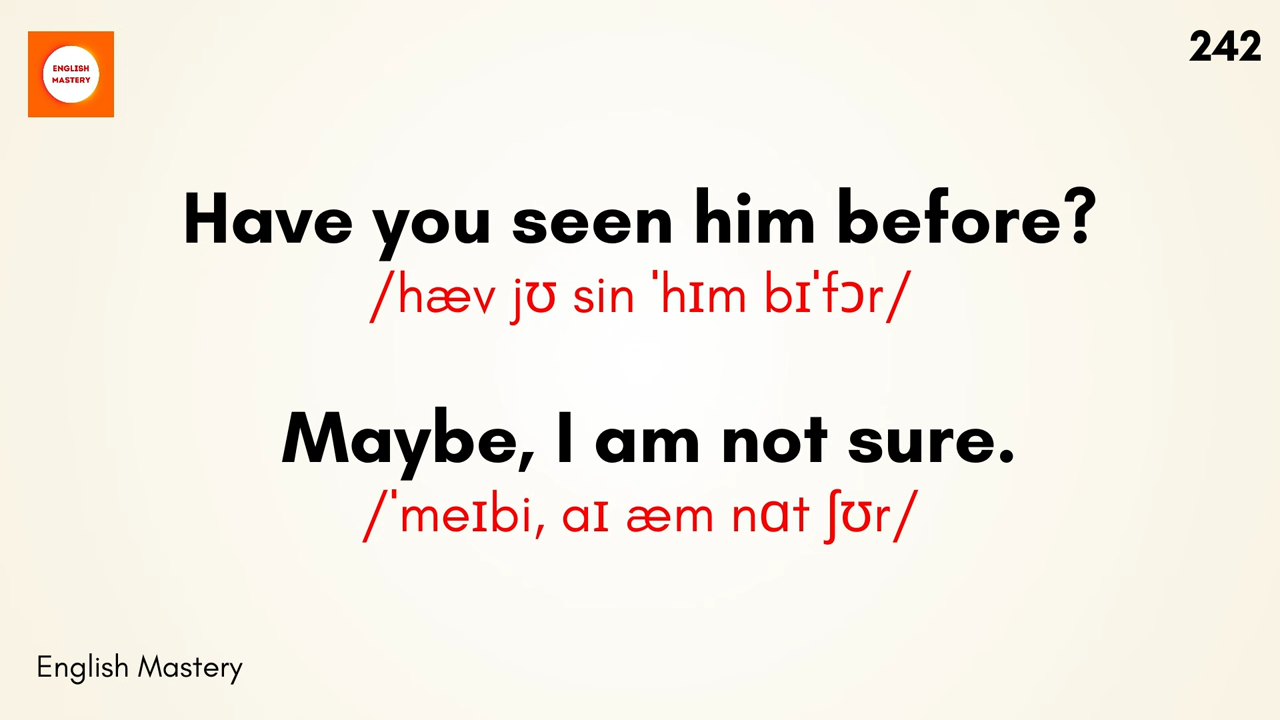 ENGLISH
MASTERY
242
Have you seen him before?
/hæv jʊ sin ˈhɪm bɪˈfɔr/
Maybe, I am not sure.
/ˈmeɪbi, aɪ æm nɑt ʃʊr/
English Mastery